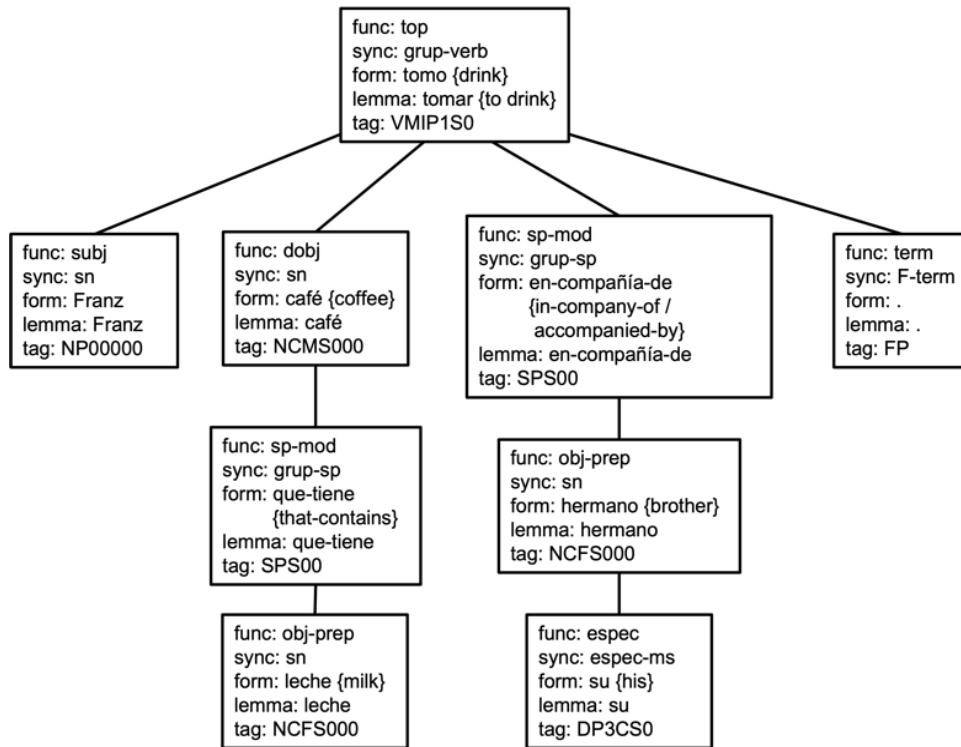 func: top
sync: grup-verb
form: tomo {drink}
lemma: tomar {to drink}
tag: VMIP1S0
func: subj
sync: sn
form: Franz
lemma: Franz
tag: NP00000
func: dobj
sync: sn
form: café {coffee}
lemma: café
tag: NCMS000
func: sp-mod
sync: grup-sp
form: en-compañía-de
{in-company-of /
accompanied-by}
lemma: en-compañía-de
tag: SPS00
func: term
sync: F-term
form: .
lemma: .
tag: FP
func: sp-mod
sync: grup-sp
form: que-tiene
{that-contains}
lemma: que-tiene
tag: SPS00
func: obj-prep
sync: sn
form: hermano {brother}
lemma: hermano
tag: NCFS000
func: obj-prep
sync: sn
form: leche {milk}
lemma: leche
tag: NCFS000
func: espec
sync: espec-ms
form: su {his}
lemma: su
tag: DP3CS0